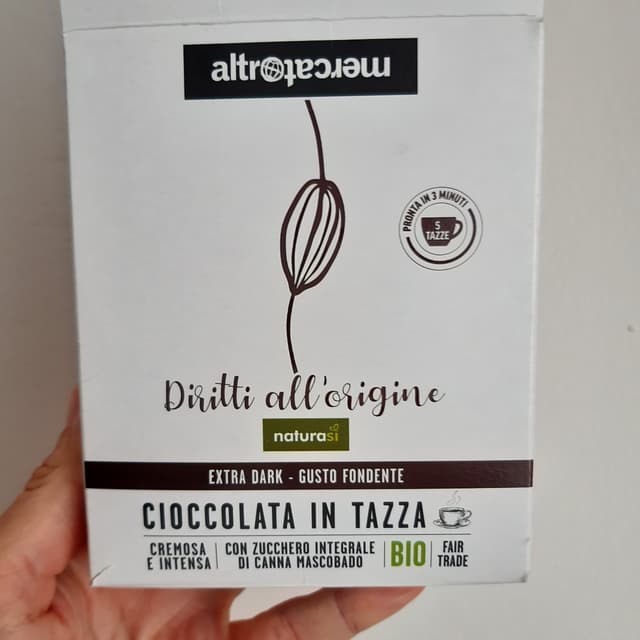 altromercato
PRONTA IN 3 MINUTI
5
TAZZE
Diritti all'origine
naturasì
EXTRA DARK - GUSTO FONDENTE
CIOCCOLATA IN TAZZA
CREMOSA
E INTENSA
CON ZUCCHERO INTEGRALE
DI CANNA MASCOBADO
BIO
FAIR
TRADE